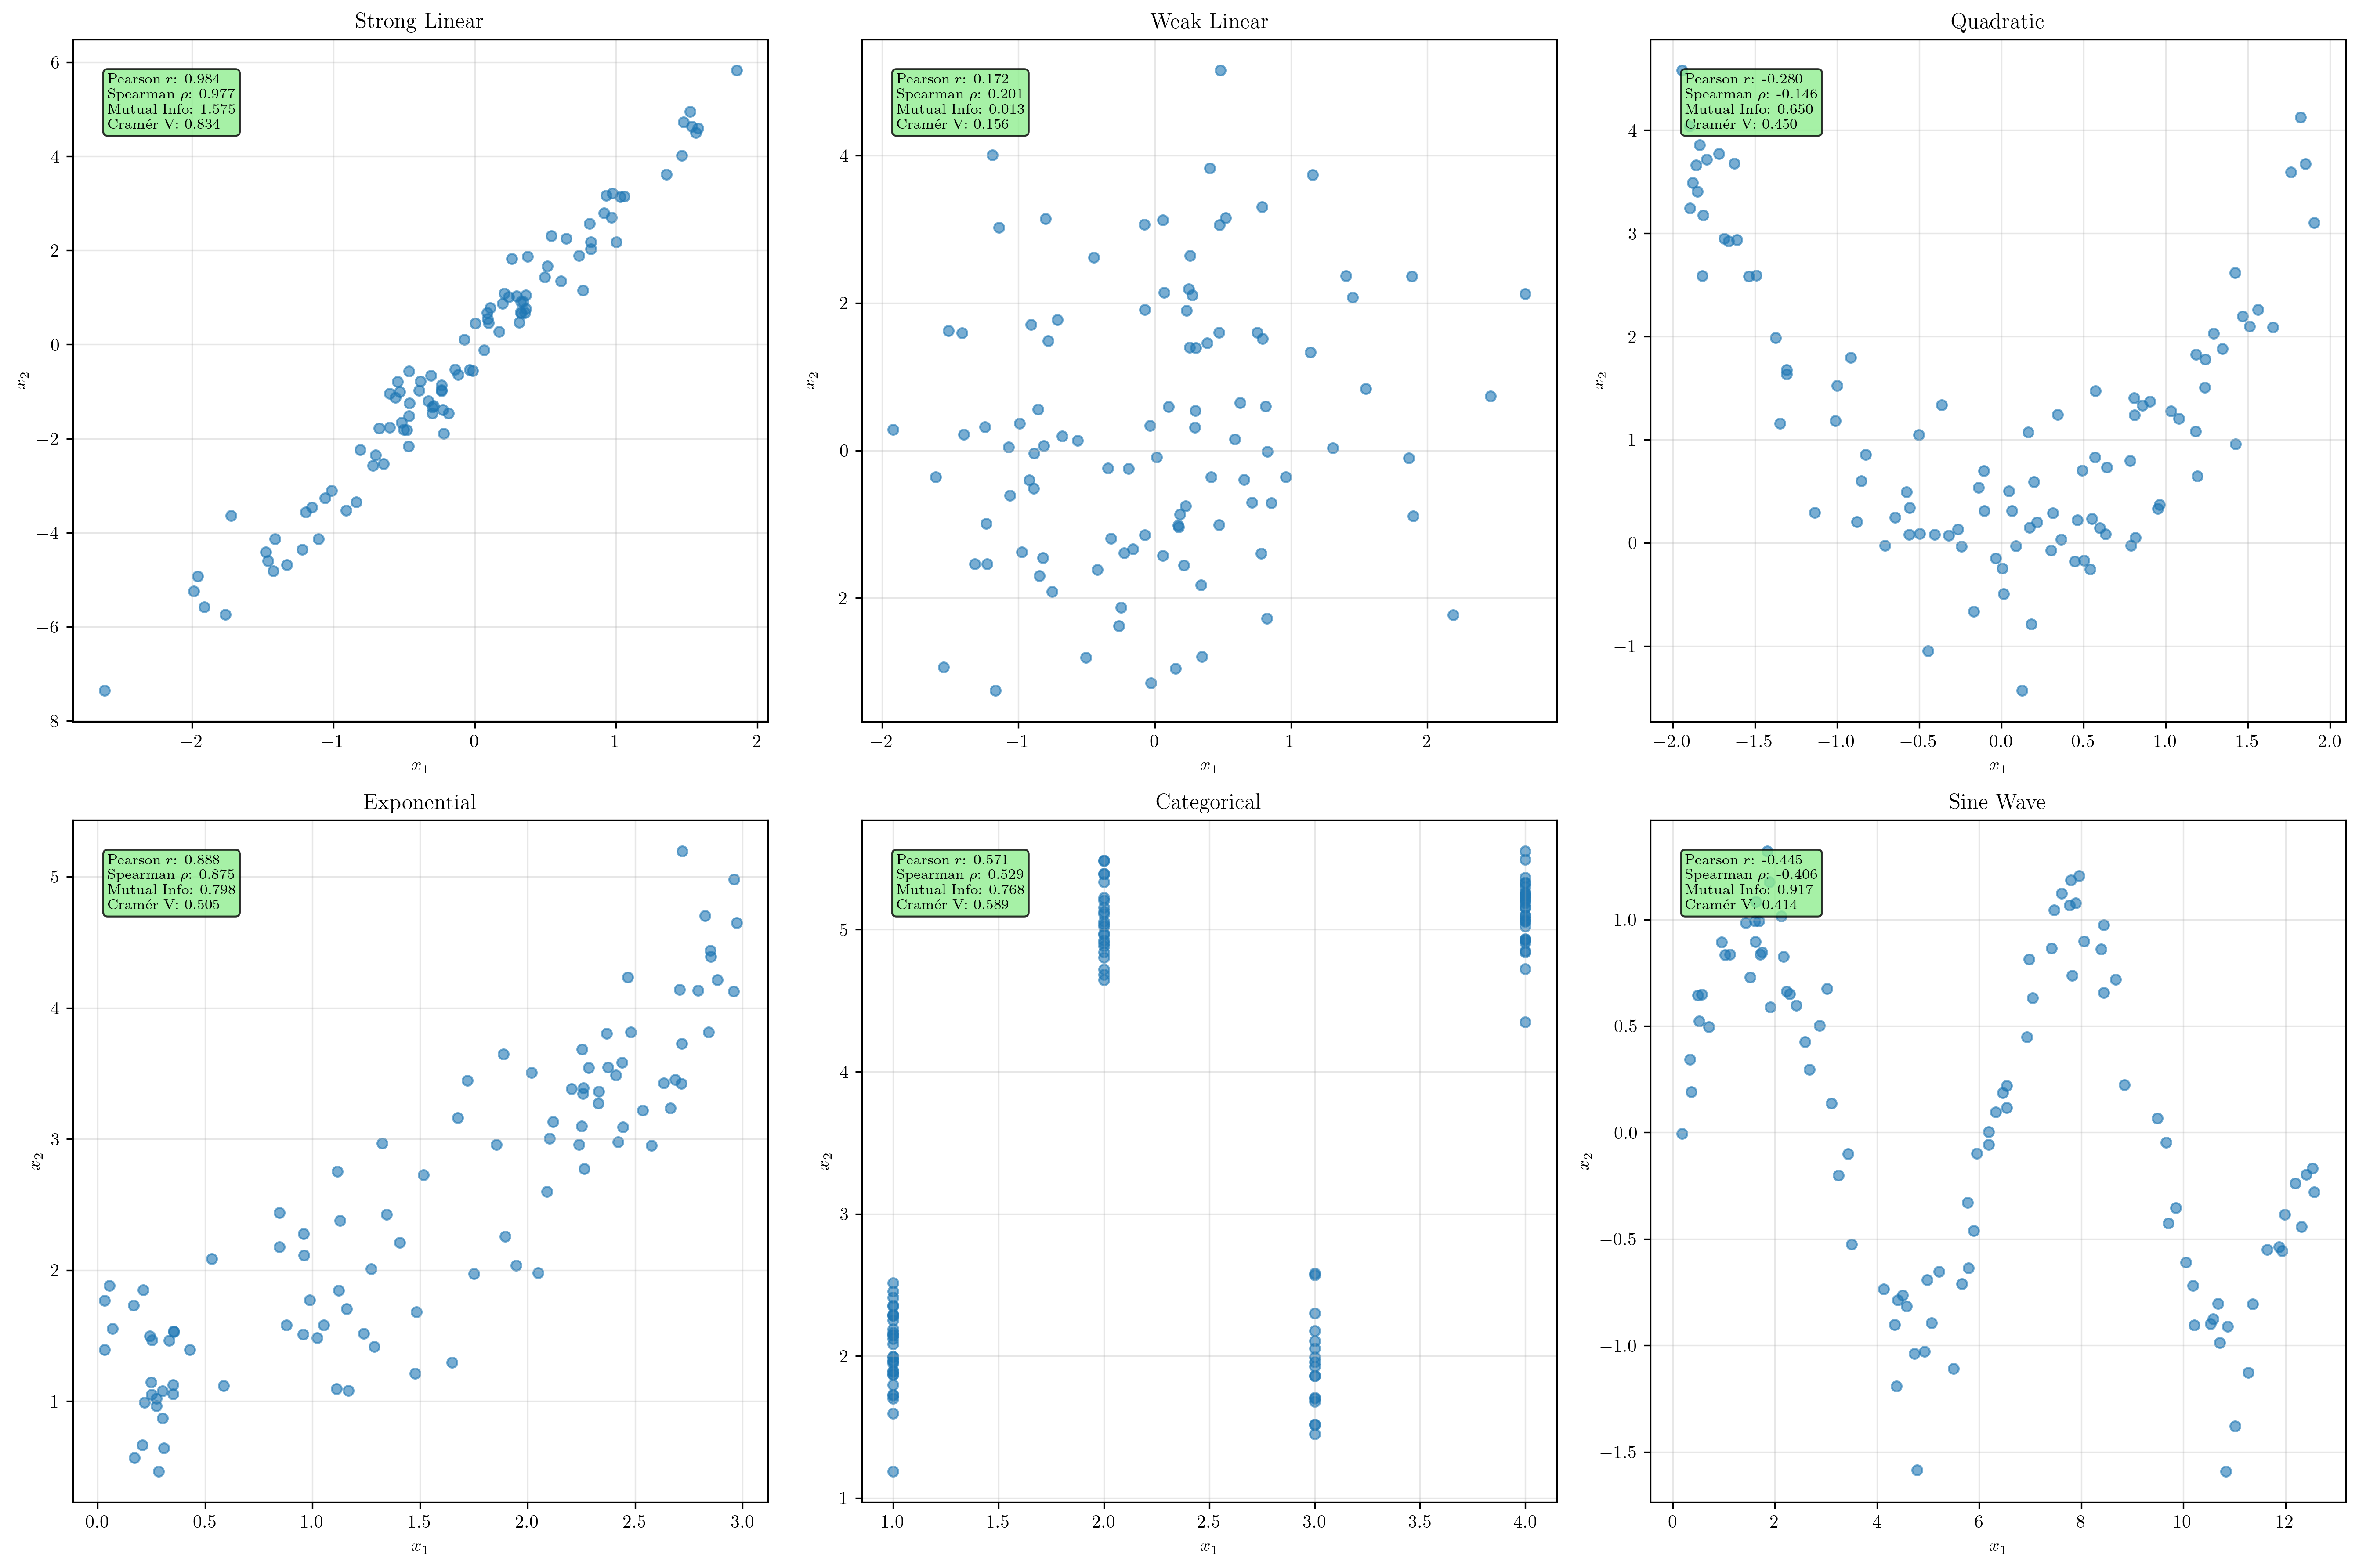 Strong Linear
Pearson r: 0.984
Spearman ρ: 0.977
Mutual Info: 1.575
Cramér V: 0.834
6
4
2
0
−2
−4
−6
−8
x₂
−2
−1
0
1
2
x₁
Weak Linear
Pearson r: 0.172
Spearman ρ: 0.201
Mutual Info: 0.013
Cramér V: 0.156
4
2
0
−2
x₂
−2
−1
0
1
2
x₁
Quadratic
Pearson r: -0.280
Spearman ρ: -0.146
Mutual Info: 0.650
Cramér V: 0.450
4
3
2
1
0
−1
x₂
−2.0
−1.5
−1.0
−0.5
0.0
0.5
1.0
1.5
2.0
x₁
Exponential
Pearson r: 0.888
Spearman ρ: 0.875
Mutual Info: 0.798
Cramér V: 0.505
5
4
3
2
1
x₂
0.0
0.5
1.0
1.5
2.0
2.5
3.0
x₁
Categorical
Pearson r: 0.571
Spearman ρ: 0.529
Mutual Info: 0.768
Cramér V: 0.589
5
4
3
2
1
x₂
1.0
1.5
2.0
2.5
3.0
3.5
4.0
x₁
Sine Wave
Pearson r: -0.445
Spearman ρ: -0.406
Mutual Info: 0.917
Cramér V: 0.414
1.0
0.5
0.0
−0.5
−1.0
−1.5
x₂
0
2
4
6
8
10
12
x₁